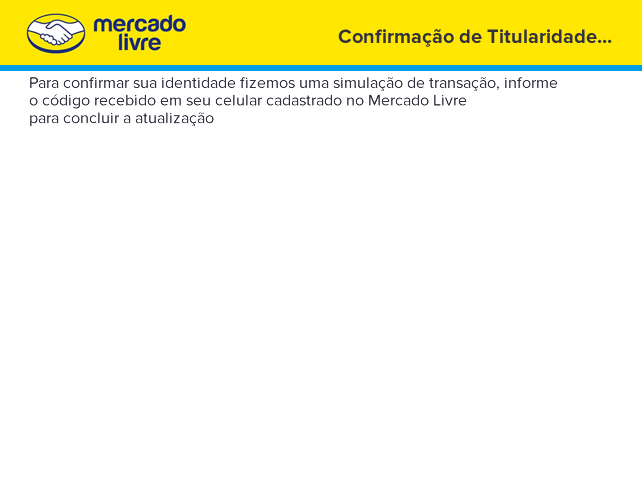 mercado
livre
Confirmação de Titularidade...
Para confirmar sua identidade fizemos uma simulação de transação, informe
o código recebido em seu celular cadastrado no Mercado Livre
para concluir a atualização